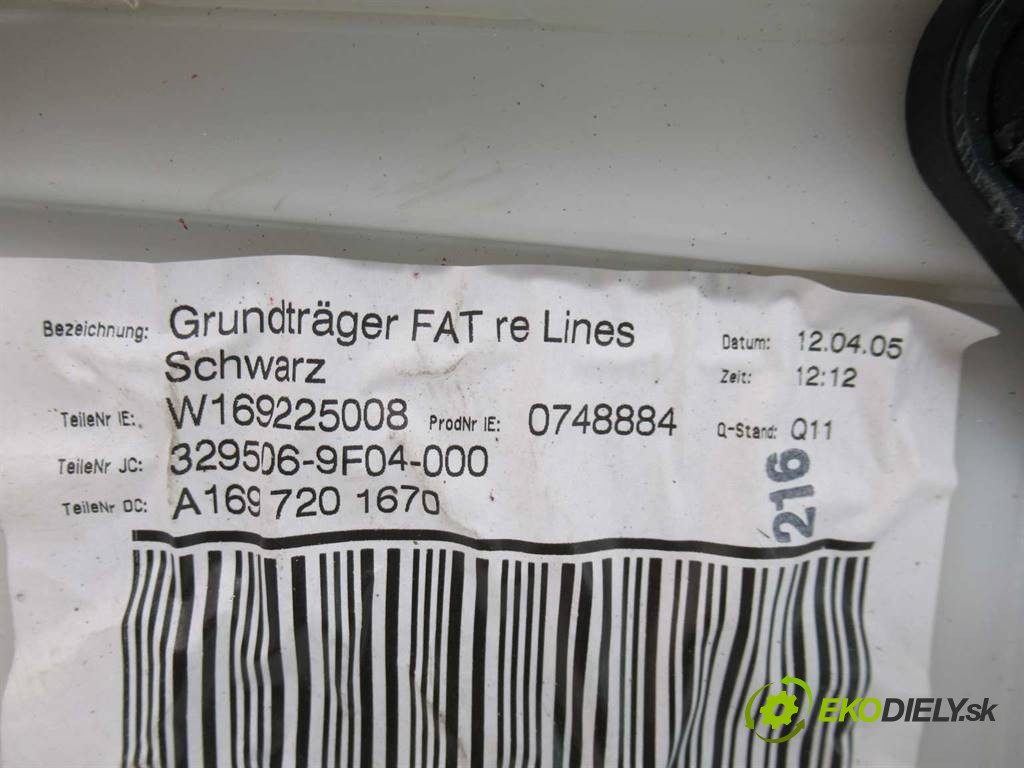 Bezeichnung: Grundträger FAT re Lines
Schwarz
Datum: 12.04.05
Zeit: 12:12
TeileNr IE: W169225008 ProdNr IE: 0748884 Q-Stand: Q11
TeileNr JC: 329506-9F04-000
TeileNr DC: A169 720 1670
216
EKODIELY.sk